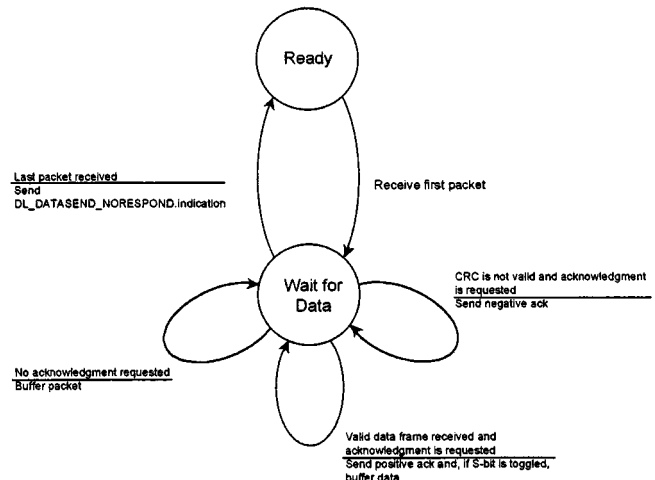 Ready
Last packet received
Send
DL_DATASEND_NORESPOND.indication
Receive first packet
Wait for
Data
CRC is not valid and acknowledgment
is requested
Send negative ack
No acknowledgment requested
Buffer packet
Valid data frame received and
acknowledgment is requested
Send positive ack and, if S-bit is toggled,
buffer data